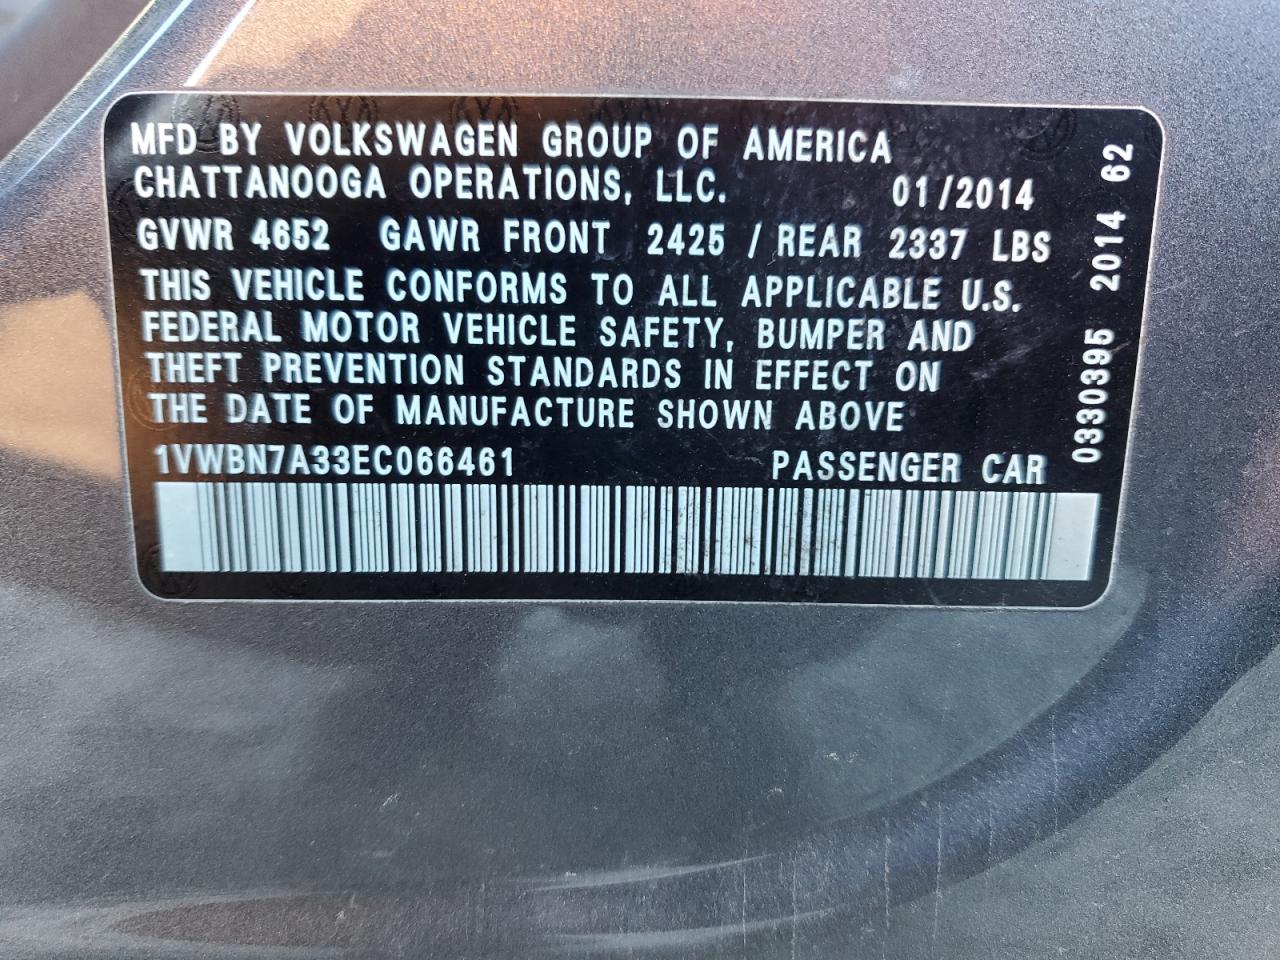 MFD BY VOLKSWAGEN GROUP OF AMERICA
CHATTANOOGA OPERATIONS, LLC. 01/2014
GVWR 4652 GAWR FRONT 2425 / REAR 2337 LBS
THIS VEHICLE CONFORMS TO ALL APPLICABLE U.S.
FEDERAL MOTOR VEHICLE SAFETY, BUMPER AND
THEFT PREVENTION STANDARDS IN EFFECT ON
THE DATE OF MANUFACTURE SHOWN ABOVE
1VWBN7A33EC066461 PASSENGER CAR
0330395 2014 62